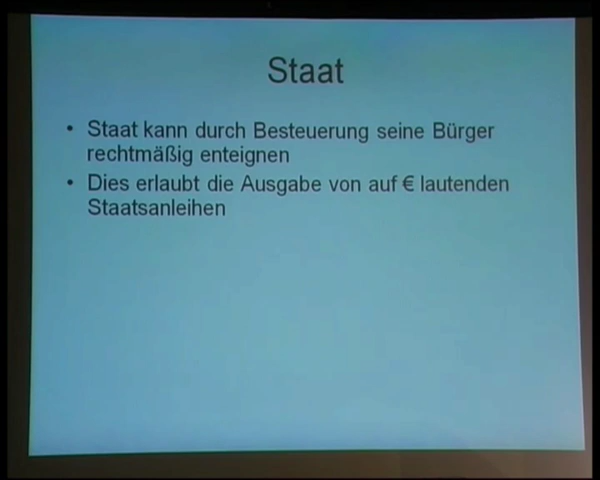 Staat
• Staat kann durch Besteuerung seine Bürger
rechtmäßig enteignen
• Dies erlaubt die Ausgabe von auf € lautenden
Staatsanleihen